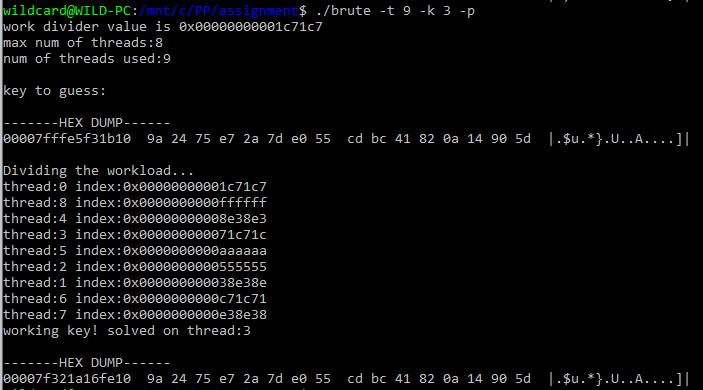 wildcard@WILD-PC:/mnt/c/PP/assignment$ ./brute -t 9 -k 3 -p
work divider value is 0x00000000001c71c7
max num of threads:8
num of threads used:9
key to guess:
-------HEX DUMP------
00007fffe5f31b10  9a 24 75 e7 2a 7d e0 55  cd bc 41 82 0a 14 90 5d  |.$u.*}.U..A....]|
Dividing the workload...
thread:0 index:0x00000000001c71c7
thread:8 index:0x0000000000ffffff
thread:4 index:0x00000000008e38e3
thread:3 index:0x000000000071c71c
thread:5 index:0x0000000000aaaaaa
thread:2 index:0x0000000000555555
thread:1 index:0x000000000038e38e
thread:6 index:0x0000000000c71c71
thread:7 index:0x0000000000e38e38
working key! solved on thread:3
-------HEX DUMP------
00007f321a16fe10  9a 24 75 e7 2a 7d e0 55  cd bc 41 82 0a 14 90 5d  |.$u.*}.U..A....]|